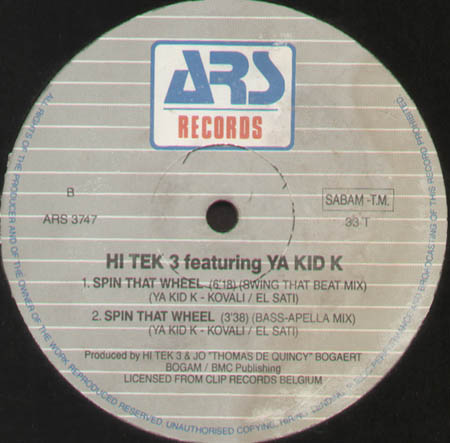 ARS
RECORDS
B
ARS 3747
SABAM -T.M.
33 T
HI TEK 3 featuring YA KID K
1. SPIN THAT WHEEL (6'18) (SWING THAT BEAT MIX)
(YA KID K - KOVALI / EL SATI)
2. SPIN THAT WHEEL (3'38) (BASS-APELLA MIX)
(YA KID K - KOVALI / EL SATI)
Produced by HI TEK 3 & JO "THOMAS DE QUINCY" BOGAERT
BOGAM / BMC Publishing
LICENSED FROM CLIP RECORDS BELGIUM
ALL RIGHTS OF THE PRODUCER AND OF THE OWNER OF THE WORK REPRODUCED RESERVED. UNAUTHORISED COPYING, HIRING, LENDING, PERFORMANCE AND BROADCASTING OF THIS RECORD PROHIBITED.